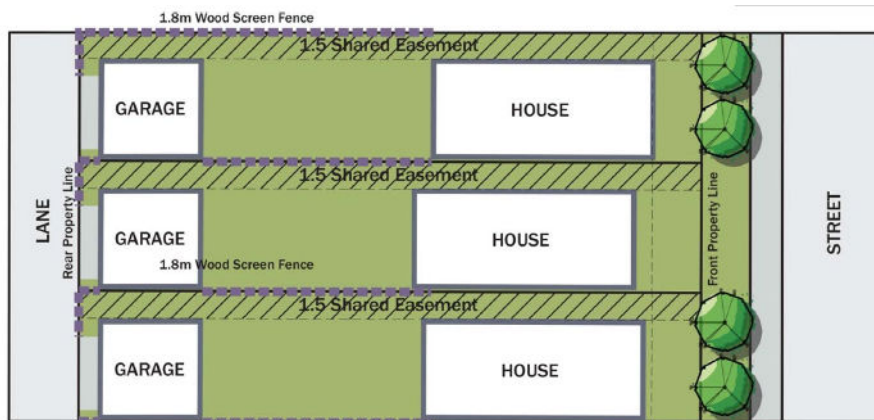 1.8m Wood Screen Fence
1.5 Shared Easement
GARAGE
HOUSE
1.5 Shared Easement
LANE
Rear Property Line
GARAGE
HOUSE
Front Property Line
STREET
1.8m Wood Screen Fence
1.5 Shared Easement
GARAGE
HOUSE